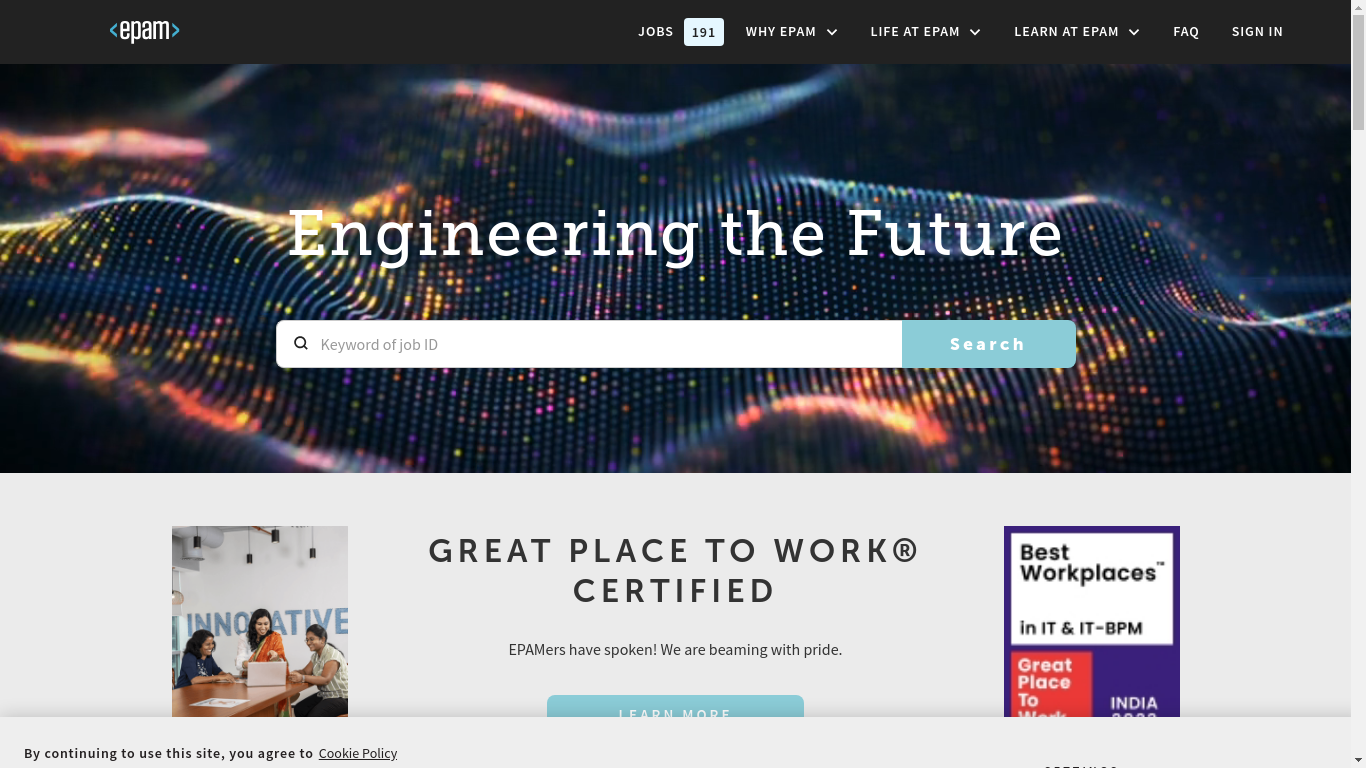 <epam>
JOBS 191 WHY EPAM LIFE AT EPAM LEARN AT EPAM FAQ SIGN IN
Engineering the Future
Keyword of job ID Search
GREAT PLACE TO WORK®
CERTIFIED
EPAMers have spoken! We are beaming with pride.
LEARN MORE
INNOVATIVE
Best
Workplaces™
in IT & IT-BPM
Great
Place
To
Work
INDIA
By continuing to use this site, you agree to Cookie Policy
SETTINGS